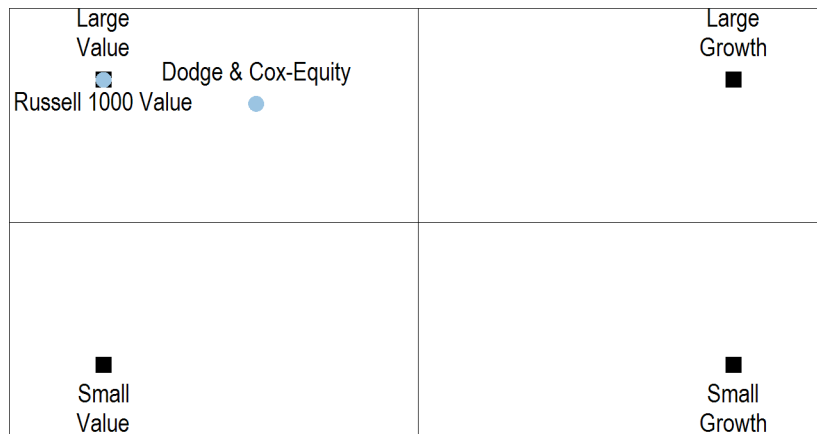 Large
Value
Large
Growth
Dodge & Cox-Equity
Russell 1000 Value
Small
Value
Small
Growth